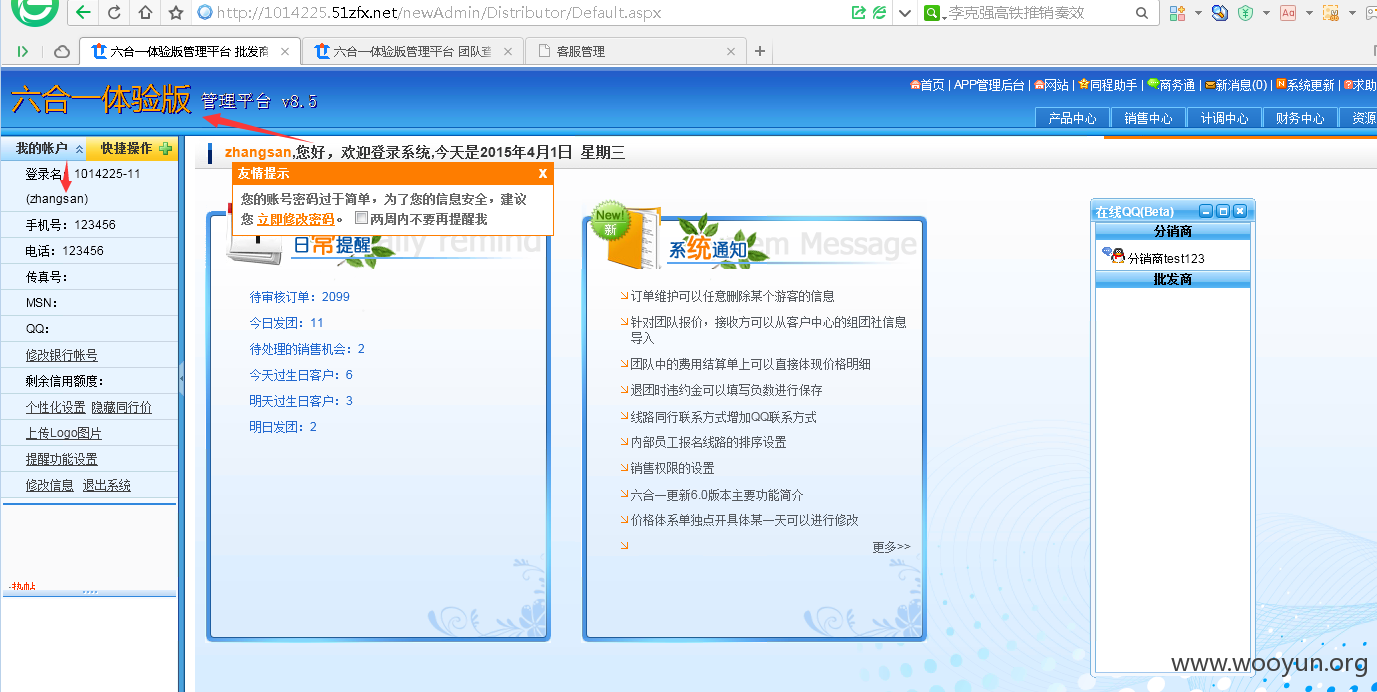 http://1014225.51zfx.net/newAdmin/Distributor/Default.aspx
李克强高铁推销奏效
六合一体验版管理平台 批发商
六合一体验版管理平台 团队查
客服管理
六合一体验版 管理平台 v8.5
首页 | APP管理后台 | 网站 | 同程助手 | 商务通 | 新消息(0) | 系统更新 | 求助
产品中心 销售中心 计调中心 财务中心 资源
我的帐户 快捷操作
zhangsan,您好，欢迎登录系统,今天是2015年4月1日 星期三
登录名: 1014225-11
(zhangsan)
手机号: 123456
电话: 123456
传真号:
MSN:
QQ:
修改银行帐号
剩余信用额度:
个性化设置 隐藏同行价
上传Logo图片
提醒功能设置
修改信息 退出系统
·热帖
友情提示 X
您的账号密码过于简单，为了您的信息安全，建议
您 立即修改密码。 两周内不要再提醒我
日常提醒 ily remind
待审核订单: 2099
今日发团: 11
待处理的销售机会: 2
今天过生日客户: 6
明天过生日客户: 3
明日发团: 2
New!
新
系统通知 em Message
订单维护可以任意删除某个游客的信息
针对团队报价，接收方可以从客户中心的组团社信息
导入
团队中的费用结算单上可以直接体现价格明细
退团时违约金可以填写负数进行保存
线路同行联系方式增加QQ联系方式
内部员工报名线路的排序设置
销售权限的设置
六合一更新6.0版本主要功能简介
价格体系单独点开具体某一天可以进行修改
更多>>
在线QQ(Beta)
分销商
分销商test123
批发商
www.wooyun.org